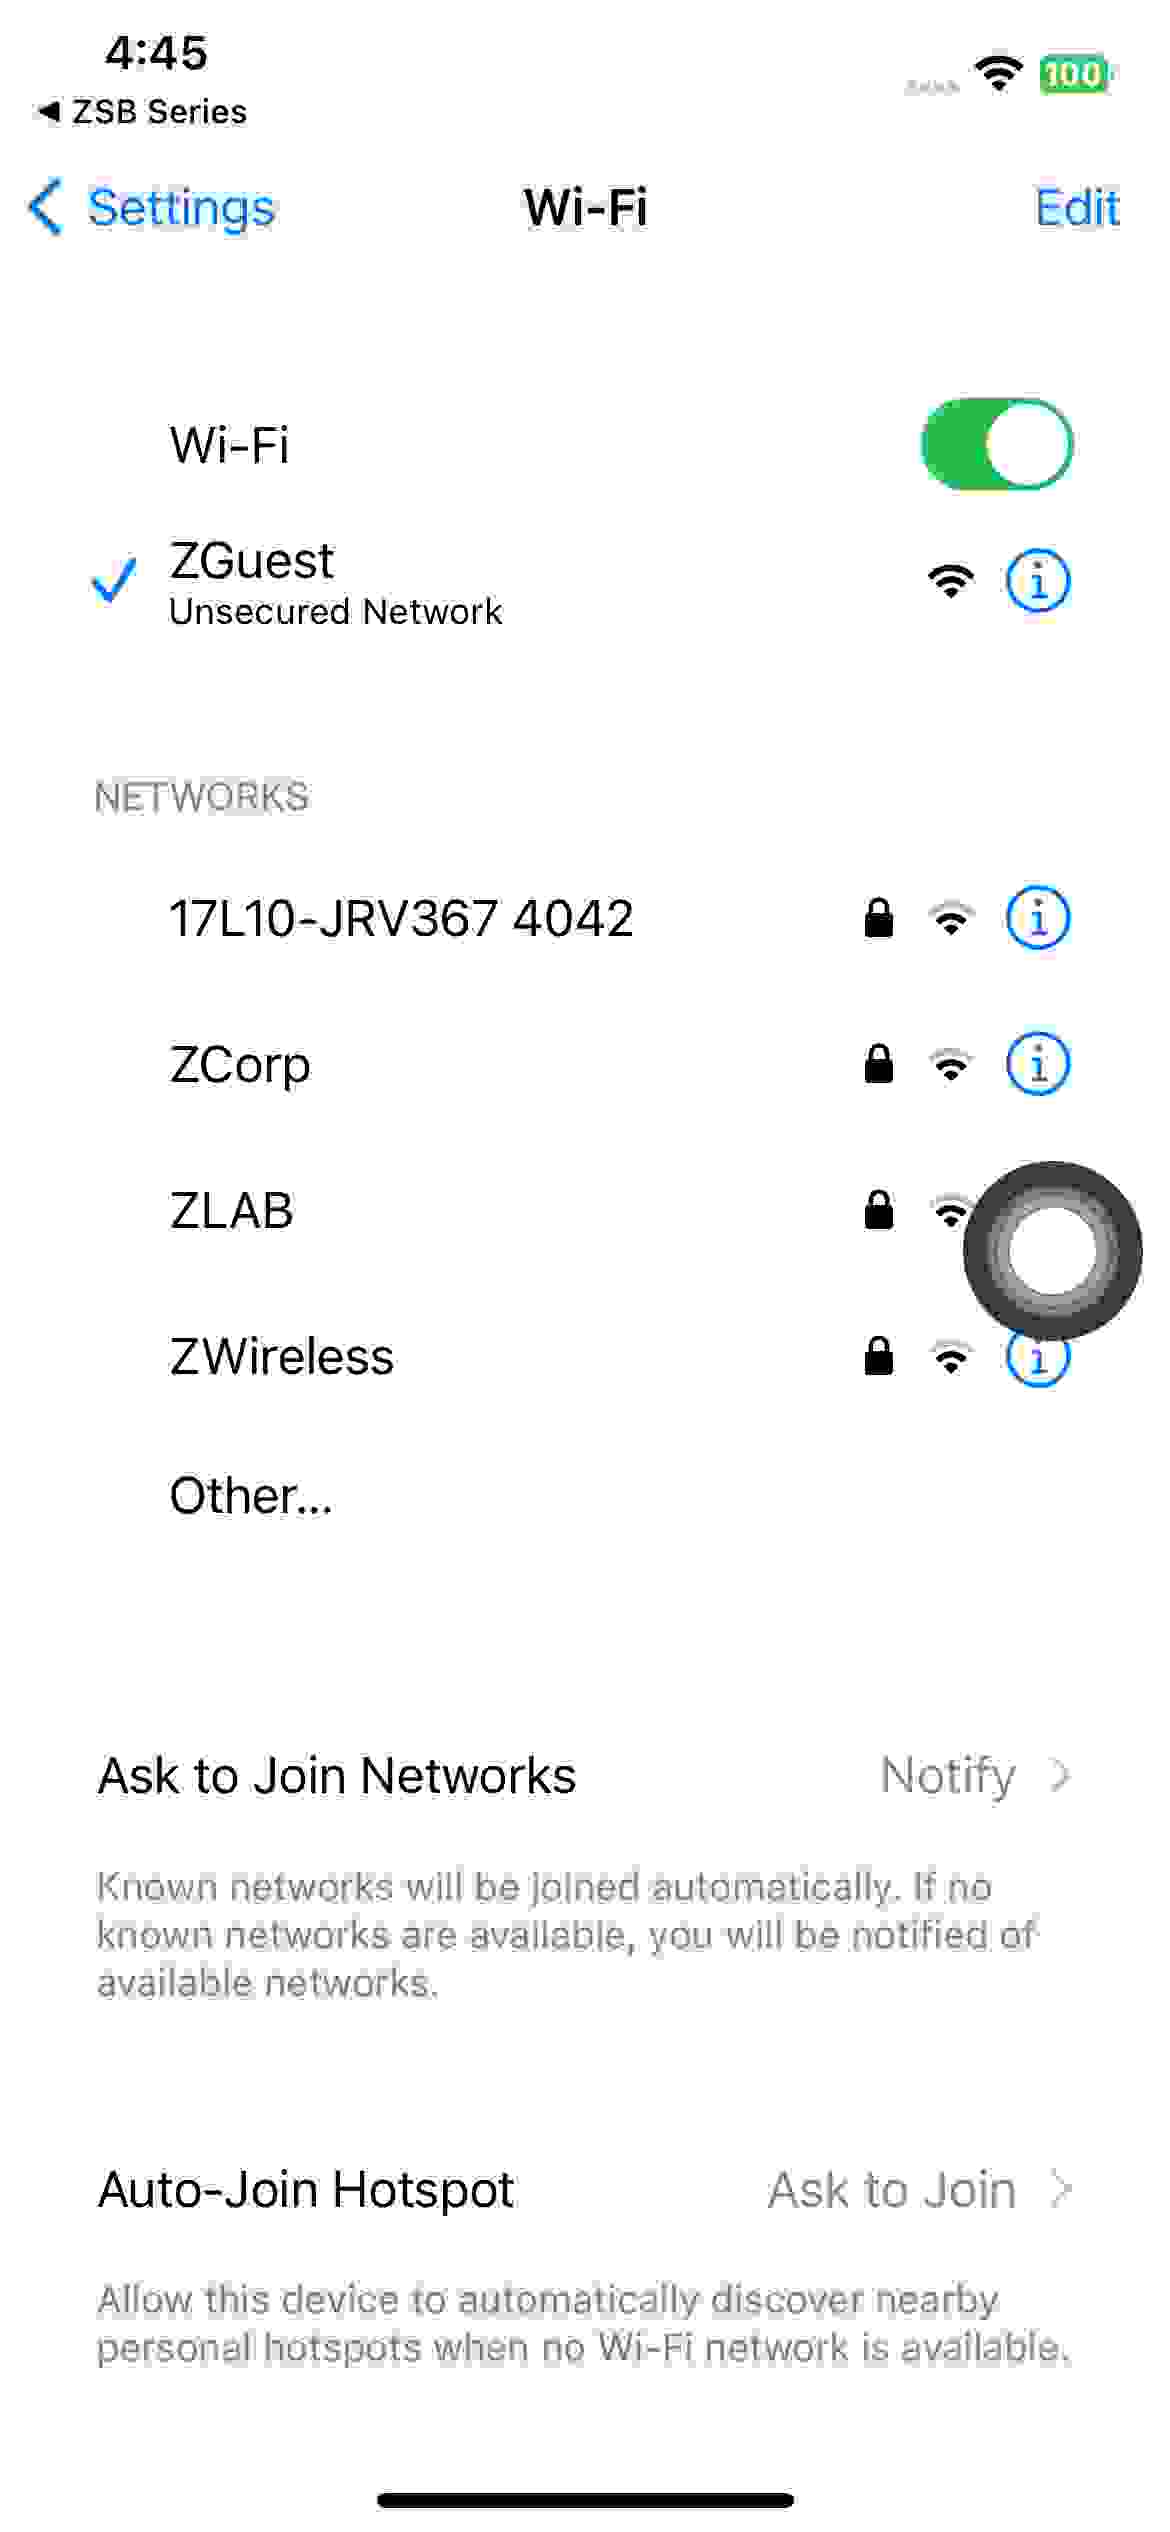 4:45
100
◀ ZSB Series
Settings
Wi-Fi
Edit
Wi-Fi
ZGuest
Unsecured Network
NETWORKS
17L10-JRV367 4042
ZCorp
ZLAB
ZWireless
Other...
Ask to Join Networks
Notify
Known networks will be joined automatically. If no
known networks are available, you will be notified of
available networks.
Auto-Join Hotspot
Ask to Join
Allow this device to automatically discover nearby
personal hotspots when no Wi-Fi network is available.